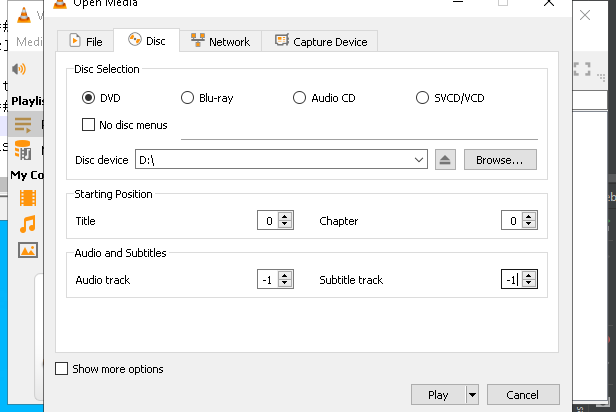 Open Media
Medi
File
Disc
Network
Capture Device
Disc Selection
DVD
Blu-ray
Audio CD
SVCD/VCD
No disc menus
Playlis
Disc device
D:\
Browse...
My Co
Starting Position
Title
0
Chapter
0
Audio and Subtitles
Audio track
-1
Subtitle track
-1
Show more options
Play
Cancel